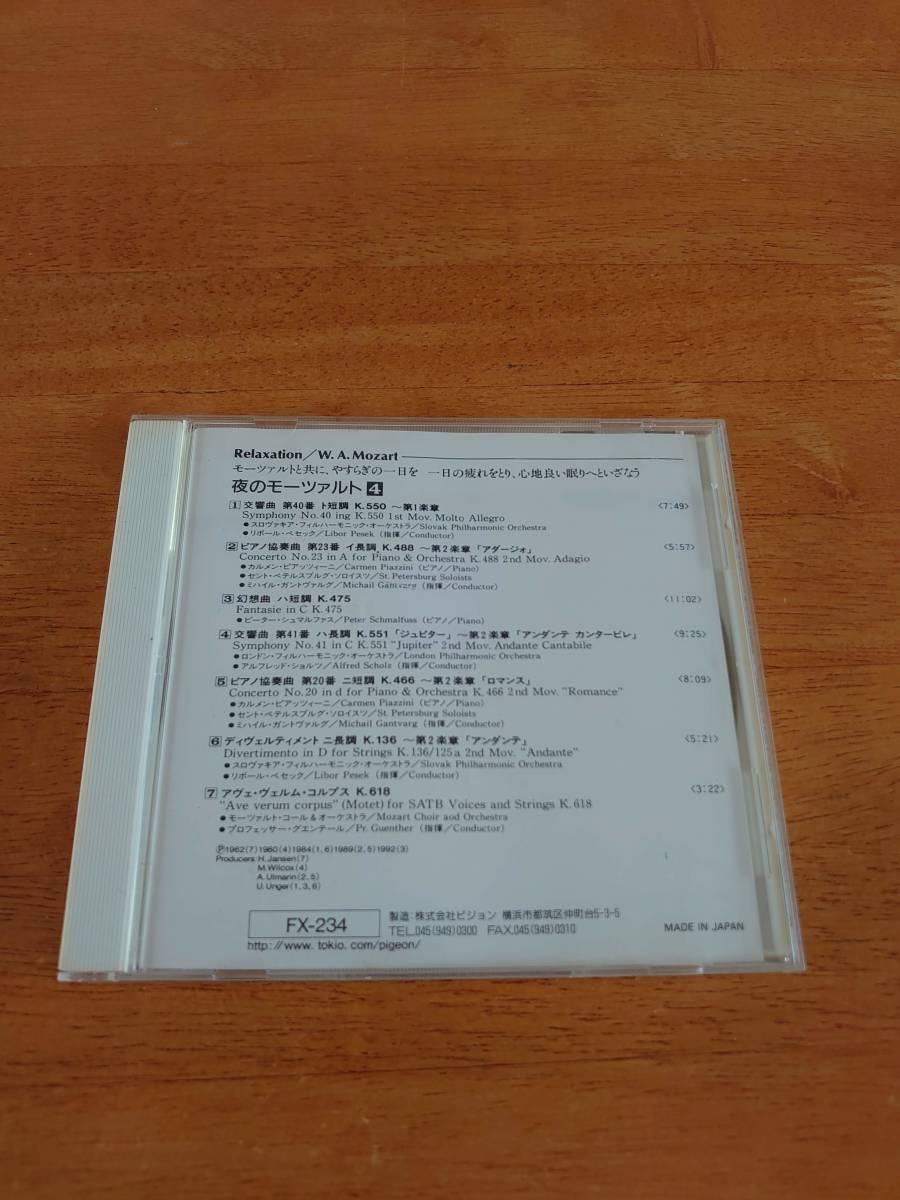 Relaxation/W. A. Mozart
モーツァルトと共に、やすらぎの一日を 一日の疲れをとり、心地良い眠りへといざなう
夜のモーツァルト 4
1 交響曲 第40番 ト短調 K.550 〜第1楽章 〈7:49〉
Symphony No. 40 ing K. 550 1st Mov. Molto Allegro
●スロヴァキア・フィルハーモニック・オーケストラ/Slovak Philharmonic Orchestra
●リボール・ペセック/Libor Pesek (指揮/Conductor)
2 ピアノ協奏曲 第23番 イ長調 K.488 〜第2楽章「アダージォ」 〈5:57〉
Concerto No. 23 in A for Piano & Orchestra K. 488 2nd Mov. Adagio
●カルメン・ピアッツィーニ/Carmen Piazzini (ピアノ/Piano)
●セント・ペテルスブルグ・ソロイスツ/St. Petersburg Soloists
●ミハイル・ガントヴァルグ/Michail Gantvarg (指揮/Conductor)
3 幻想曲 ハ短調 K.475 〈11:02〉
Fantasie in C K. 475
●ピーター・シュマルファス/Peter Schmalfuss (ピアノ/Piano)
4 交響曲 第41番 ハ長調 K.551「ジュピター」〜第2楽章「アンダンテ カンタービレ」 〈9:25〉
Symphony No. 41 in C K. 551 "Jupiter" 2nd Mov. Andante Cantabile
●ロンドン・フィルハーモニック・オーケストラ/London Philharmonic Orchestra
●アルフレッド・ショルツ/Alfred Scholz (指揮/Conductor)
5 ピアノ協奏曲 第20番 ニ短調 K.466 〜第2楽章「ロマンス」 〈8:09〉
Concerto No. 20 in d for Piano & Orchestra K. 466 2nd Mov. "Romance"
●カルメン・ピアッツィーニ/Carmen Piazzini (ピアノ/Piano)
●セント・ペテルスブルグ・ソロイスツ/St. Petersburg Soloists
●ミハイル・ガントヴァルグ/Michail Gantvarg (指揮/Conductor)
6 ディヴェルティメント ニ長調 K.136 〜第2楽章「アンダンテ」 〈5:21〉
Divertimento in D for Strings K. 136/125a 2nd Mov. "Andante"
●スロヴァキア・フィルハーモニック・オーケストラ/Slovak Philharmonic Orchestra
●リボール・ペセック/Libor Pesek (指揮/Conductor)
7 アヴェ・ヴェルム・コルプス K.618 〈3:22〉
"Ave verum corpus" (Motet) for SATB Voices and Strings K. 618
●モーツァルト・コール&オーケストラ/Mozart Choir aod Orchestra
●プロフェッサー・グエンテール/Pr. Guenther (指揮/Conductor)
Ⓟ1962(7) 1980(4) 1984(1, 6) 1989(2, 5) 1992(3)
Producers: H. Jansen(7)
M. Wilcox(4)
A. Ulmann(2, 5)
U. Unger(1, 3, 6)
FX-234
製造:株式会社ピジョン 横浜市都筑区仲町台5-3-5
TEL.045(949)0300 FAX.045(949)0310
MADE IN JAPAN
http://www.tokio.com/pigeon/